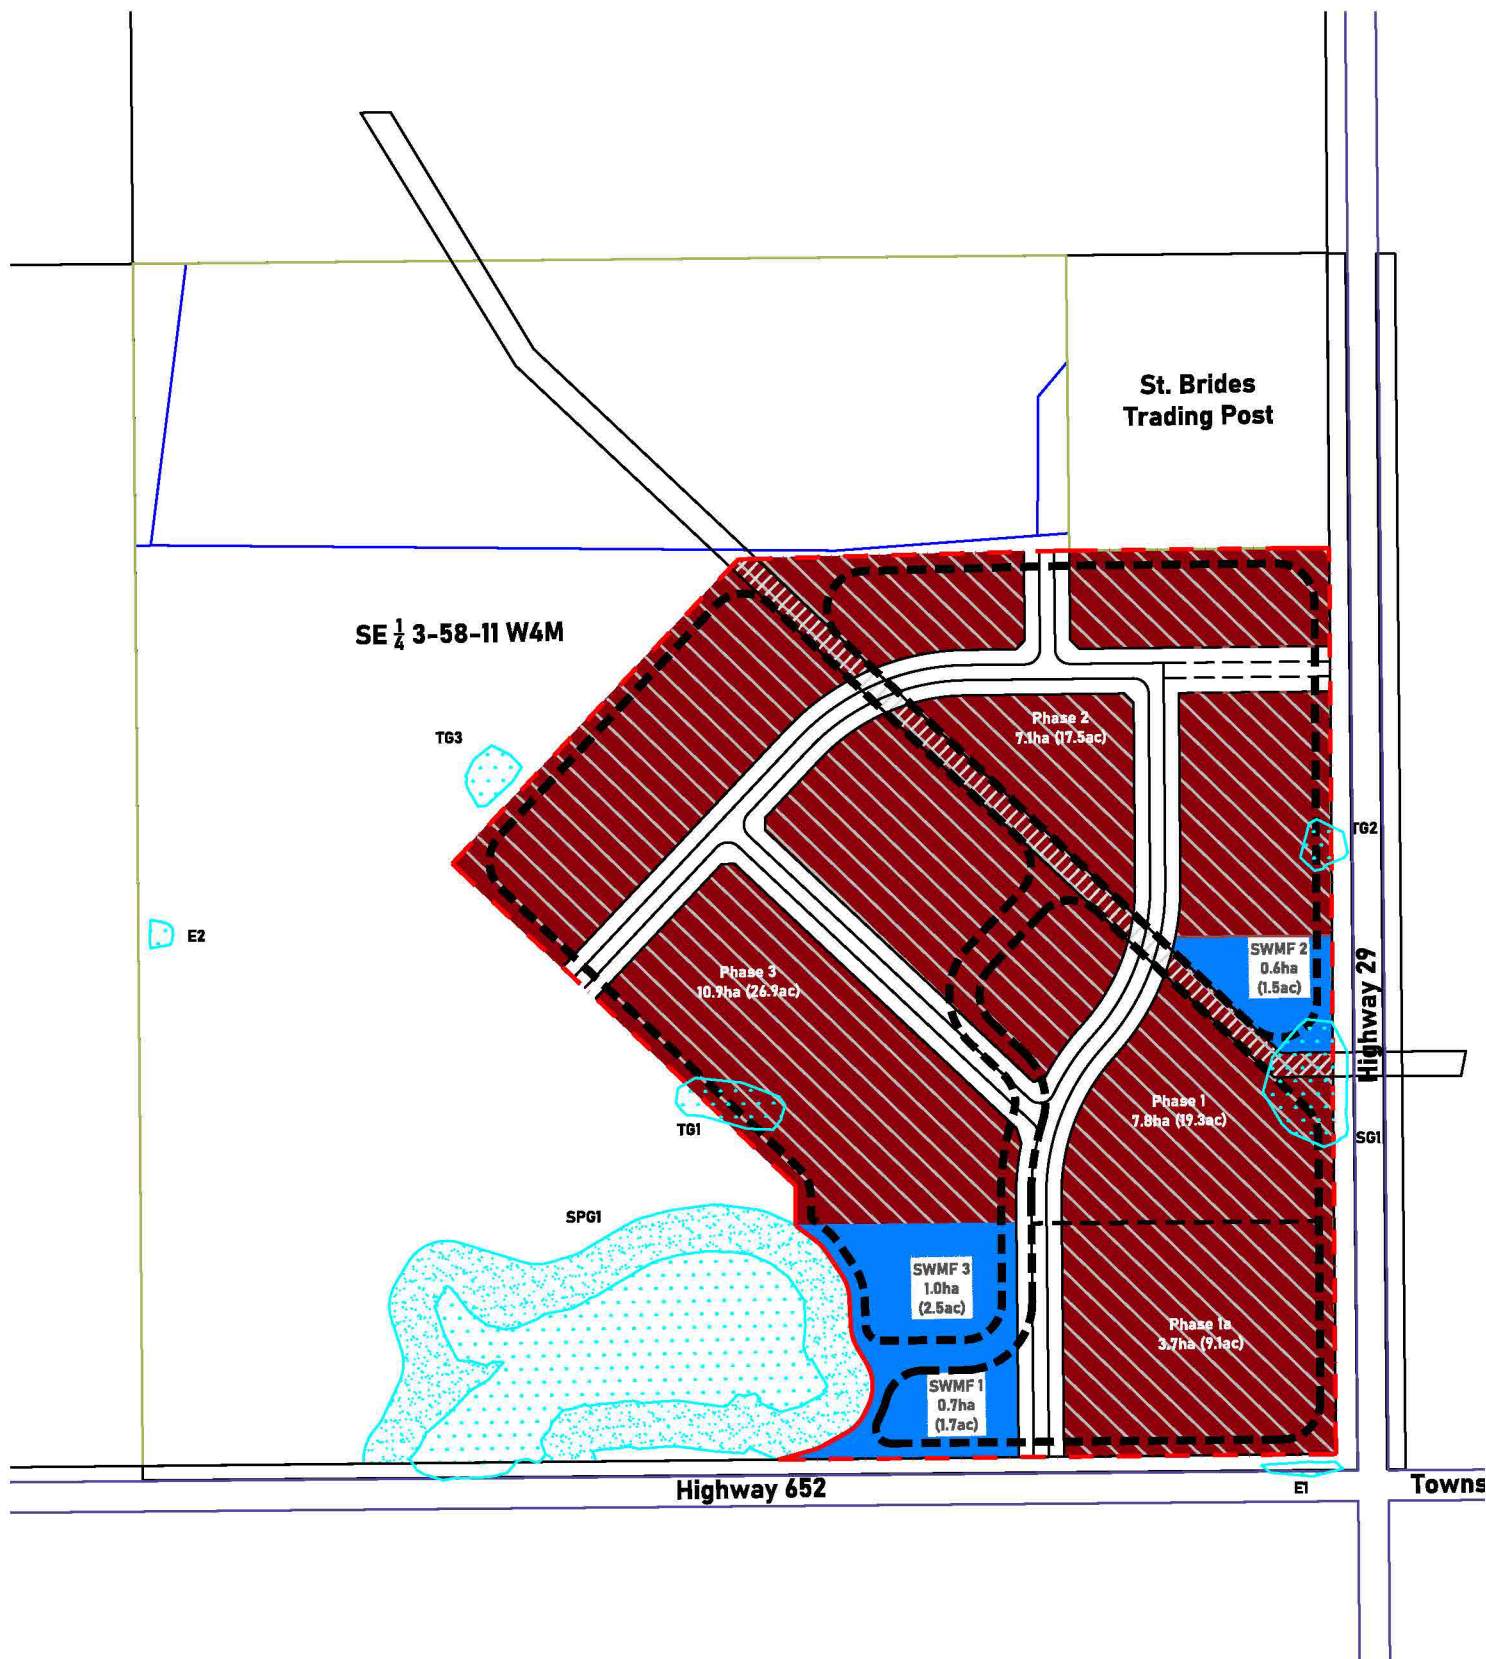 St. Brides
Trading Post
SE 1/4 3-58-11 W4M
Phase 2
7.1ha (17.5ac)
TG3
TG2
E2
SWMF 2
0.6ha
(1.5ac)
Highway 29
Phase 3
10.9ha (26.9ac)
Phase 1
7.8ha (19.3ac)
TG1
SG1
SPG1
SWMF 3
1.0ha
(2.5ac)
Phase 1a
3.7ha (9.1ac)
SWMF 1
0.7ha
(1.7ac)
Highway 652
E1
Towns